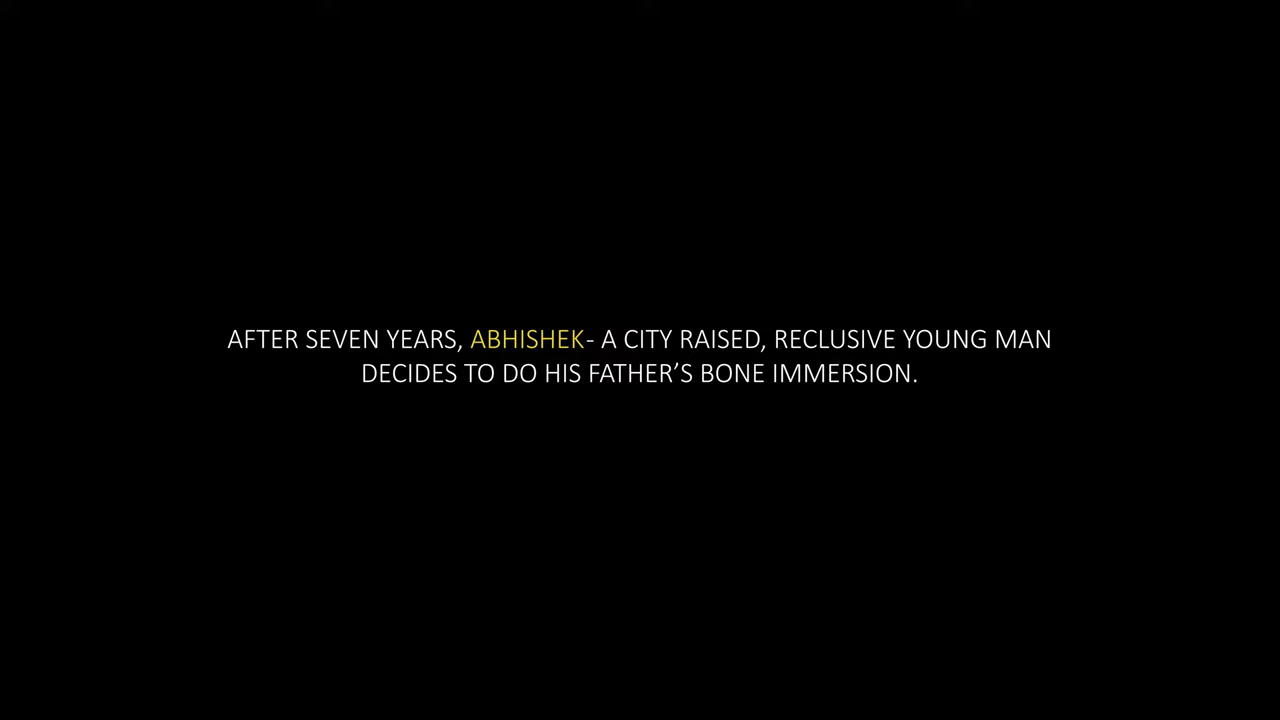 AFTER SEVEN YEARS, ABHISHEK- A CITY RAISED, RECLUSIVE YOUNG MAN
DECIDES TO DO HIS FATHER’S BONE IMMERSION.